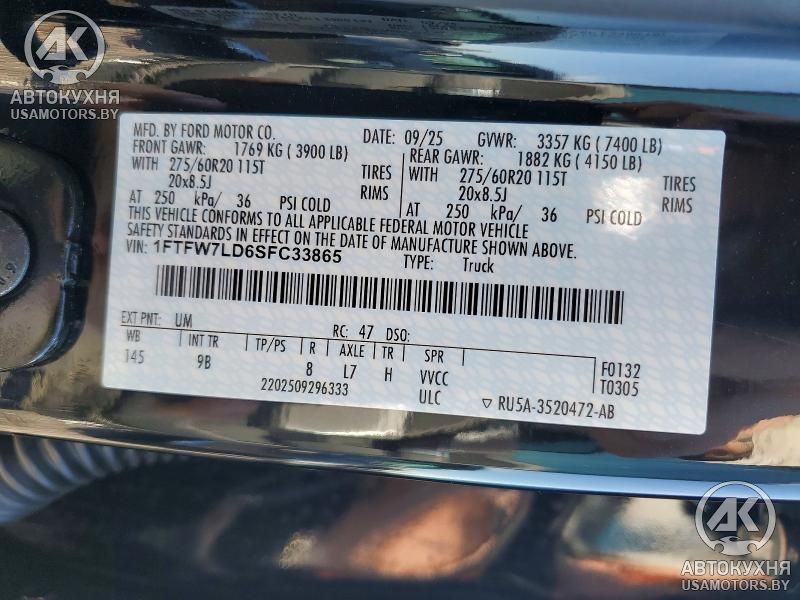 AK
АВТОКУХНЯ
USAMOTORS.BY
MFD. BY FORD MOTOR CO. DATE: 09/25 GVWR: 3357 KG ( 7400 LB)
FRONT GAWR: 1769 KG ( 3900 LB) REAR GAWR: 1882 KG ( 4150 LB)
WITH 275/60R20 115T TIRES WITH 275/60R20 115T TIRES
20x8.5J RIMS 20x8.5J RIMS
AT 250 kPa/ 36 PSI COLD AT 250 kPa/ 36 PSI COLD
THIS VEHICLE CONFORMS TO ALL APPLICABLE FEDERAL MOTOR VEHICLE
SAFETY STANDARDS IN EFFECT ON THE DATE OF MANUFACTURE SHOWN ABOVE.
VIN: 1FTFW7LD6SFC33865 TYPE: Truck
EXT PNT: UM RC: 47 DSO:
WB INT TR TP/PS R AXLE TR SPR F0132
145 9B 8 L7 H VVCC T0305
2202509296333 ULC ▽ RU5A-3520472-AB
AK
АВТОКУХНЯ
USAMOTORS.BY